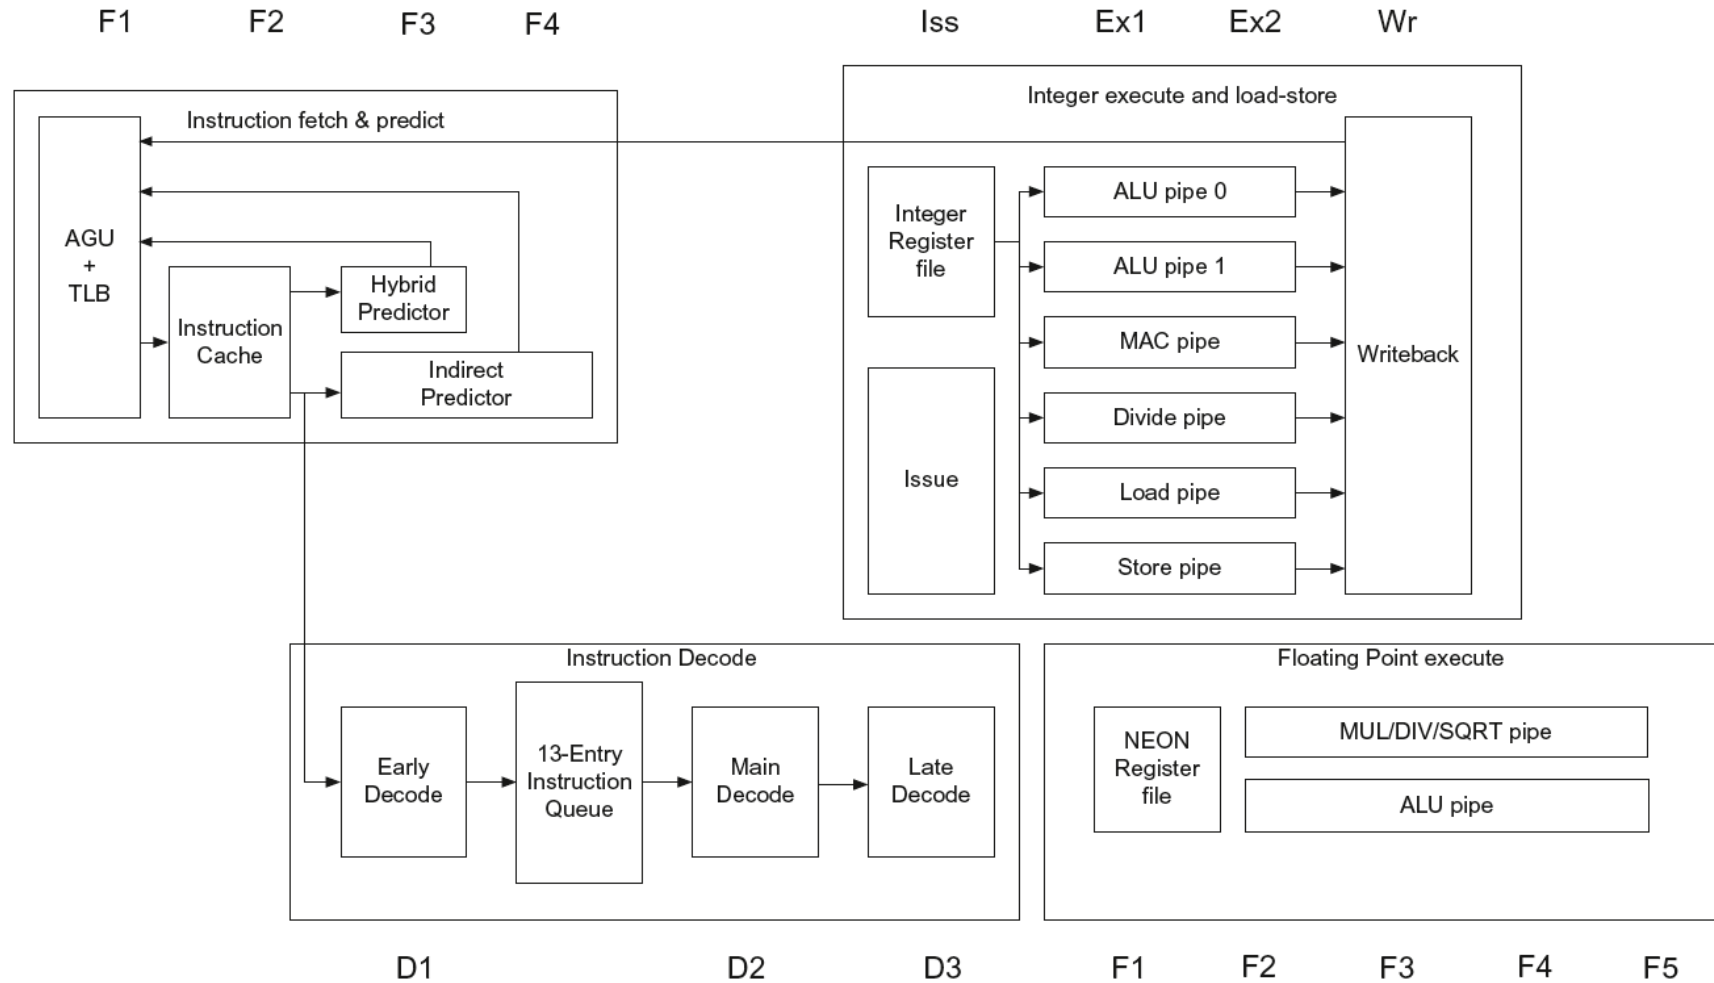 F1 F2 F3 F4 Iss Ex1 Ex2 Wr
Instruction fetch & predict
AGU
+
TLB
Instruction
Cache
Hybrid
Predictor
Indirect
Predictor
Integer execute and load-store
Integer
Register
file
Issue
ALU pipe 0
ALU pipe 1
MAC pipe
Divide pipe
Load pipe
Store pipe
Writeback
Instruction Decode
Early
Decode
13-Entry
Instruction
Queue
Main
Decode
Late
Decode
Floating Point execute
NEON
Register
file
MUL/DIV/SQRT pipe
ALU pipe
D1 D2 D3 F1 F2 F3 F4 F5